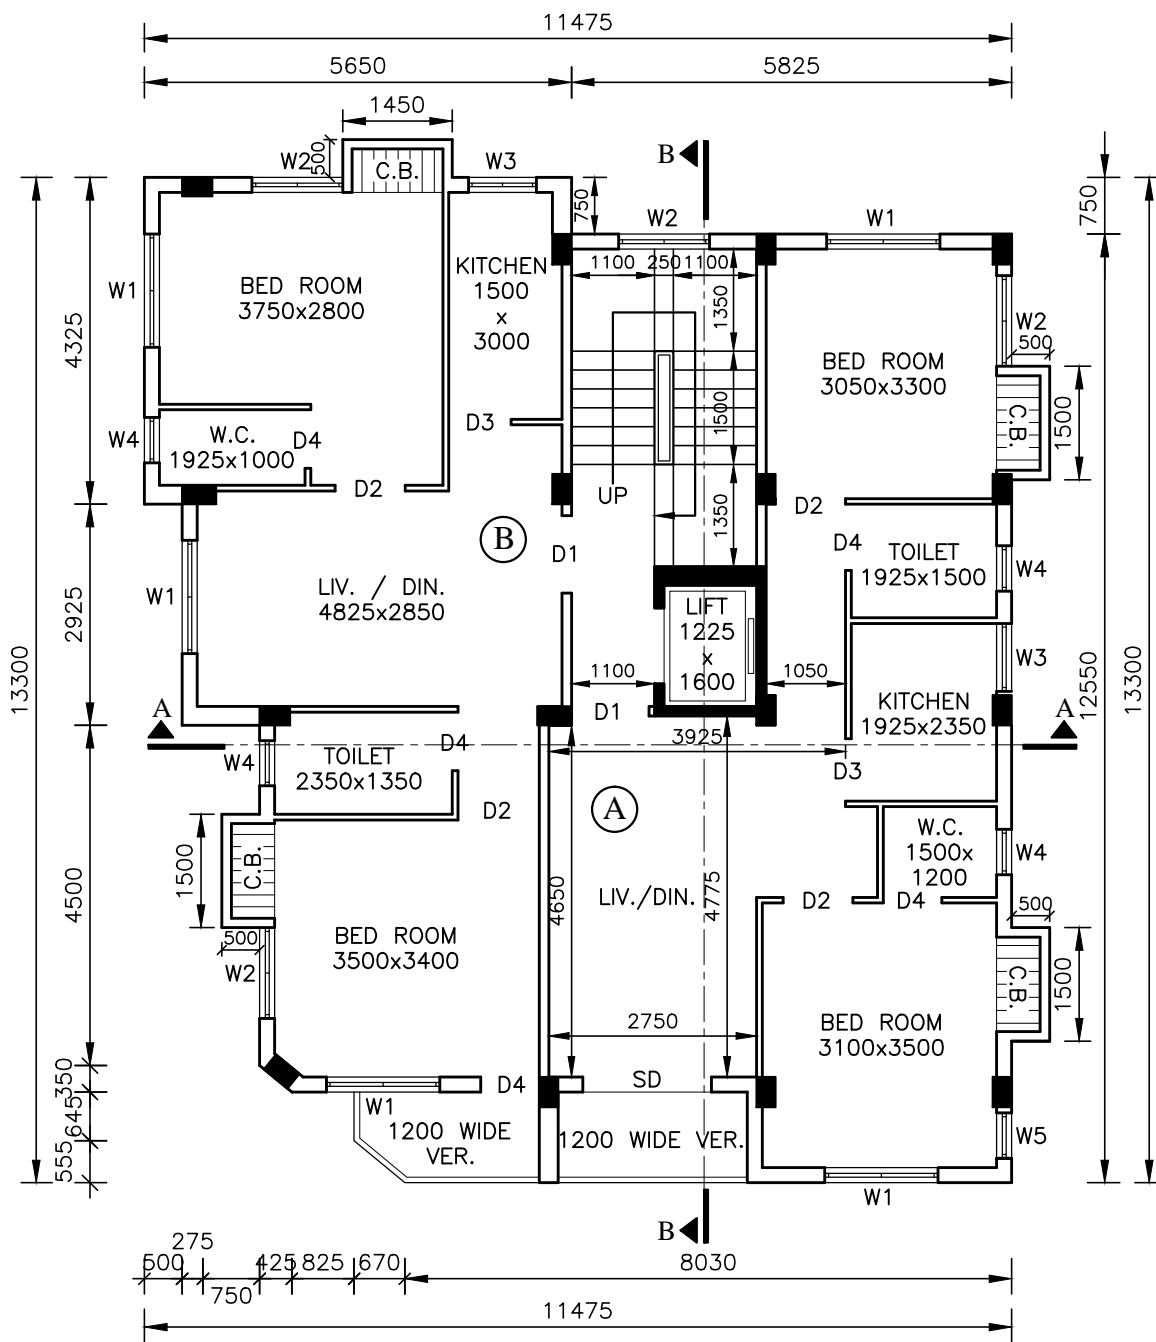 11475
5650
5825
1450
500
W2
C.B.
W3
B
750
W2
W1
750
1100
250
1100
KITCHEN
1500
x
3000
BED ROOM
3750x2800
W1
4325
1350
W2
500
BED ROOM
3050x3300
C.B.
1500
1500
D3
W4
W.C.
1925x1000
D4
D2
UP
1350
D2
B
D1
D4
TOILET
1925x1500
W4
LIV. / DIN.
4825x2850
W1
2925
LIFT
1225
x
1600
W3
13300
12550
13300
1100
1050
KITCHEN
1925x2350
A
D1
A
D4
3925
W4
TOILET
2350x1350
D3
D2
A
W.C.
1500x
1200
W4
1500
C.B.
4500
4650
LIV./DIN.
4775
D2
D4
500
BED ROOM
3500x3400
500
W2
C.B.
1500
2750
BED ROOM
3100x3500
350
D4
SD
W1
645
1200 WIDE
VER.
1200 WIDE VER.
W5
555
W1
B
275
500
425
825
670
8030
750
11475